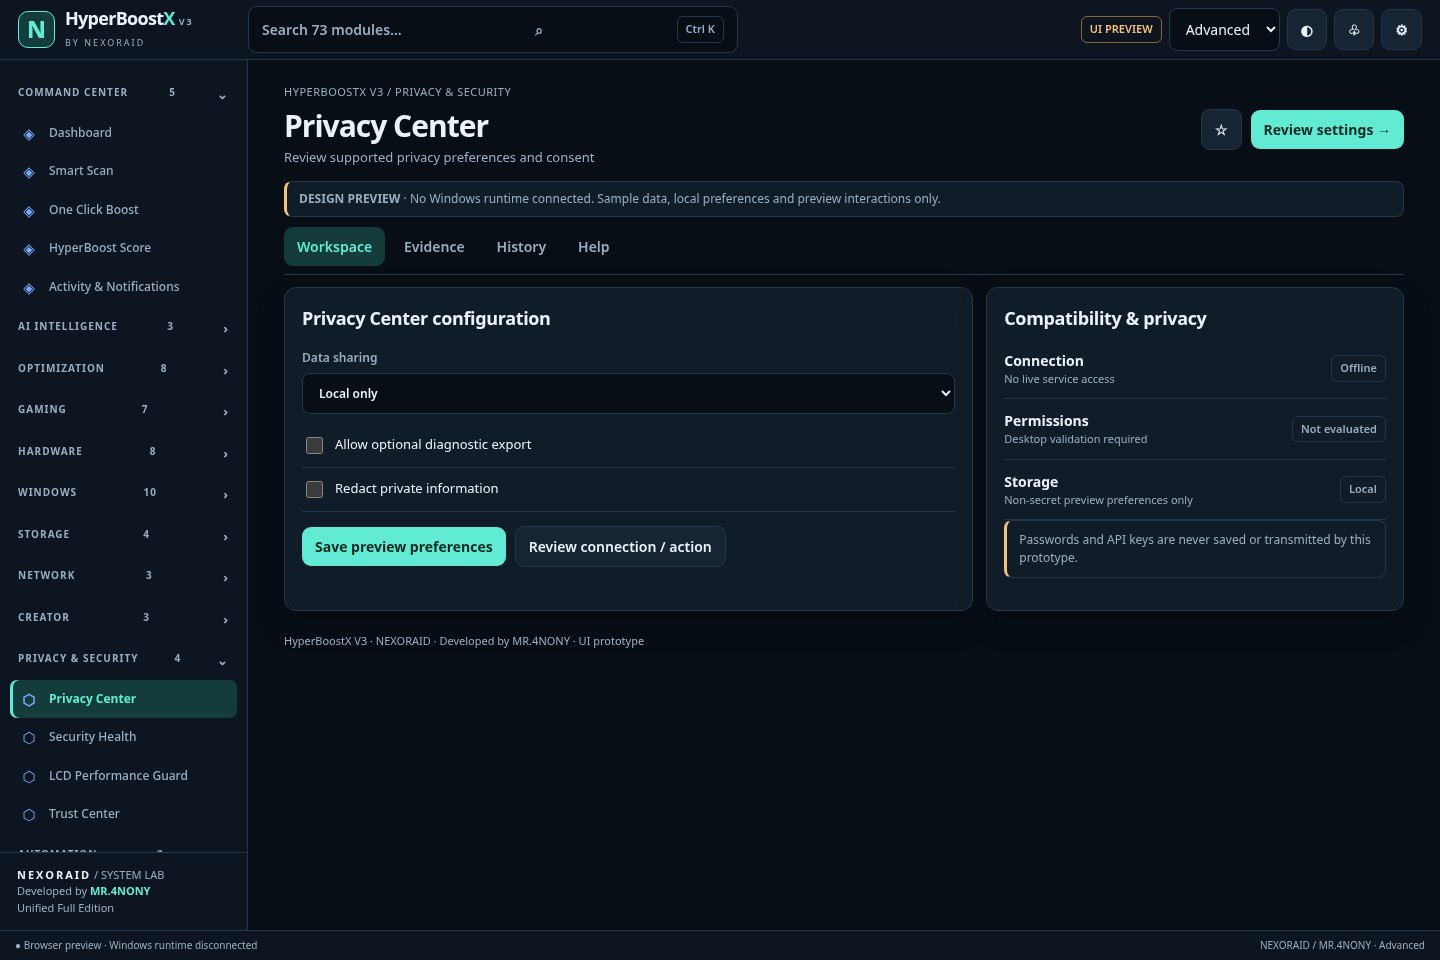 N HyperBoostX V3
BY NEXORAID
Search 73 modules...
Ctrl K
UI PREVIEW
Advanced
COMMAND CENTER 5
Dashboard
Smart Scan
One Click Boost
HyperBoost Score
Activity & Notifications
AI INTELLIGENCE 3
OPTIMIZATION 8
GAMING 7
HARDWARE 8
WINDOWS 10
STORAGE 4
NETWORK 3
CREATOR 3
PRIVACY & SECURITY 4
Privacy Center
Security Health
LCD Performance Guard
Trust Center
NEXORAID / SYSTEM LAB
Developed by MR.4NONY
Unified Full Edition
HYPERBOOSTX V3 / PRIVACY & SECURITY
Privacy Center
Review supported privacy preferences and consent
Review settings →
DESIGN PREVIEW · No Windows runtime connected. Sample data, local preferences and preview interactions only.
Workspace Evidence History Help
Privacy Center configuration
Data sharing
Local only
Allow optional diagnostic export
Redact private information
Save preview preferences
Review connection / action
Compatibility & privacy
Connection
No live service access
Offline
Permissions
Desktop validation required
Not evaluated
Storage
Non-secret preview preferences only
Local
Passwords and API keys are never saved or transmitted by this
prototype.
HyperBoostX V3 · NEXORAID · Developed by MR.4NONY · UI prototype
● Browser preview · Windows runtime disconnected
NEXORAID / MR.4NONY · Advanced